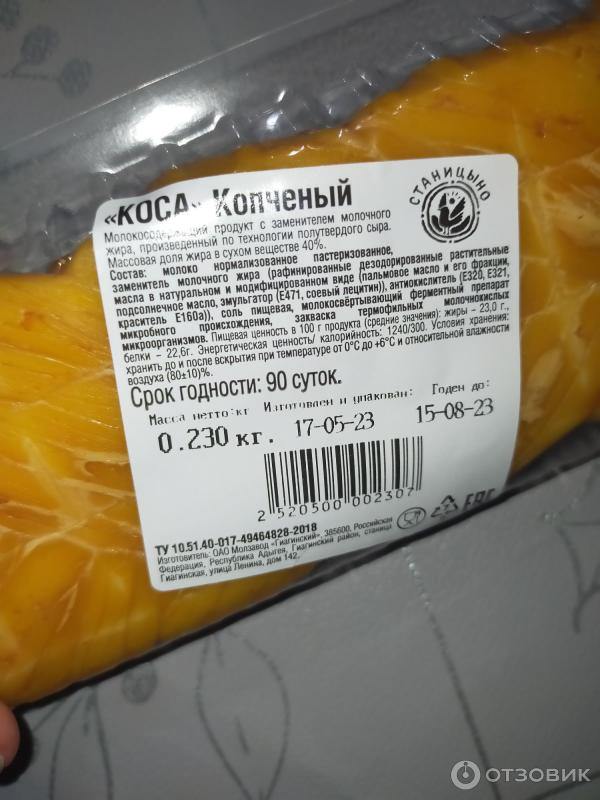 «КОСА» Копченый
СТАНИЦЫНО
Молокосодержащий продукт с заменителем молочного
жира, произведенный по технологии полутвердого сыра.
Массовая доля жира в сухом веществе 40%.
Состав: молоко нормализованное пастеризованное,
заменитель молочного жира (рафинированные дезодорированные растительные
масла в натуральном и модифицированном виде (пальмовое масло и его фракции,
подсолнечное масло, эмульгатор (Е471, соевый лецитин)), антиокислитель (Е320, Е321,
краситель Е160а)), соль пищевая, молокосвёртывающий ферментный препарат
микробного происхождения, закваска термофильных молочнокислых
микроорганизмов. Пищевая ценность в 100 г продукта (средние значения): жиры – 23,0 г.,
белки – 22,6г. Энергетическая ценность/ калорийность: 1240/300. Условия хранения:
хранить до и после вскрытия при температуре от 0°С до +6°С и относительной влажности
воздуха (80±10)%.
Срок годности: 90 суток.
Масса нетто:кг Изготовлен и упакован: Годен до:
0.230 кг. 17-05-23 15-08-23
2 520500 002307
ТУ 10.51.40-017-49464828-2018
Изготовитель: ОАО Молзавод «Гиагинский», 385600, Российская
Федерация, Республика Адыгея, Гиагинский район, станица
Гиагинская, улица Ленина, дом 142.
ОТЗОВИК